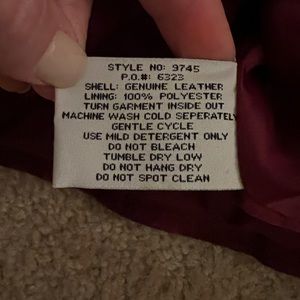 STYLE NO: 9745
P.O.#: 6323
SHELL: GENUINE LEATHER
LINING: 100% POLYESTER
TURN GARMENT INSIDE OUT
MACHINE WASH COLD SEPERATELY
GENTLE CYCLE
USE MILD DETERGENT ONLY
DO NOT BLEACH
TUMBLE DRY LOW
DO NOT HANG DRY
DO NOT SPOT CLEAN